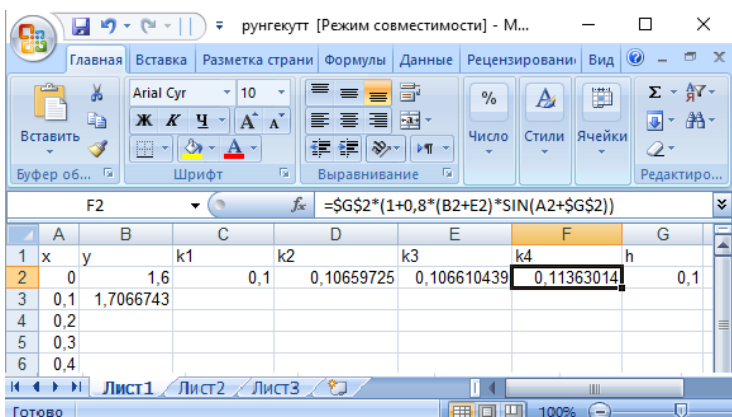 рунгекутт [Режим совместимости] - M...
Главная Вставка Разметка страни Формулы Данные Рецензировани Вид
Вставить
Arial Cyr 10
Ж К Ч A A
%
Число Стили Ячейки
Σ
Буфер об... Шрифт Выравнивание Редактиро...
F2 fx =$G$2*(1+0,8*(B2+E2)*SIN(A2+$G$2))
A B C D E F G
1 x y k1 k2 k3 k4 h
2 0 1,6 0,1 0,10659725 0,106610439 0,11363014 0,1
3 0,1 1,7066743
4 0,2
5 0,3
6 0,4
Лист1 Лист2 Лист3
Готово 100%